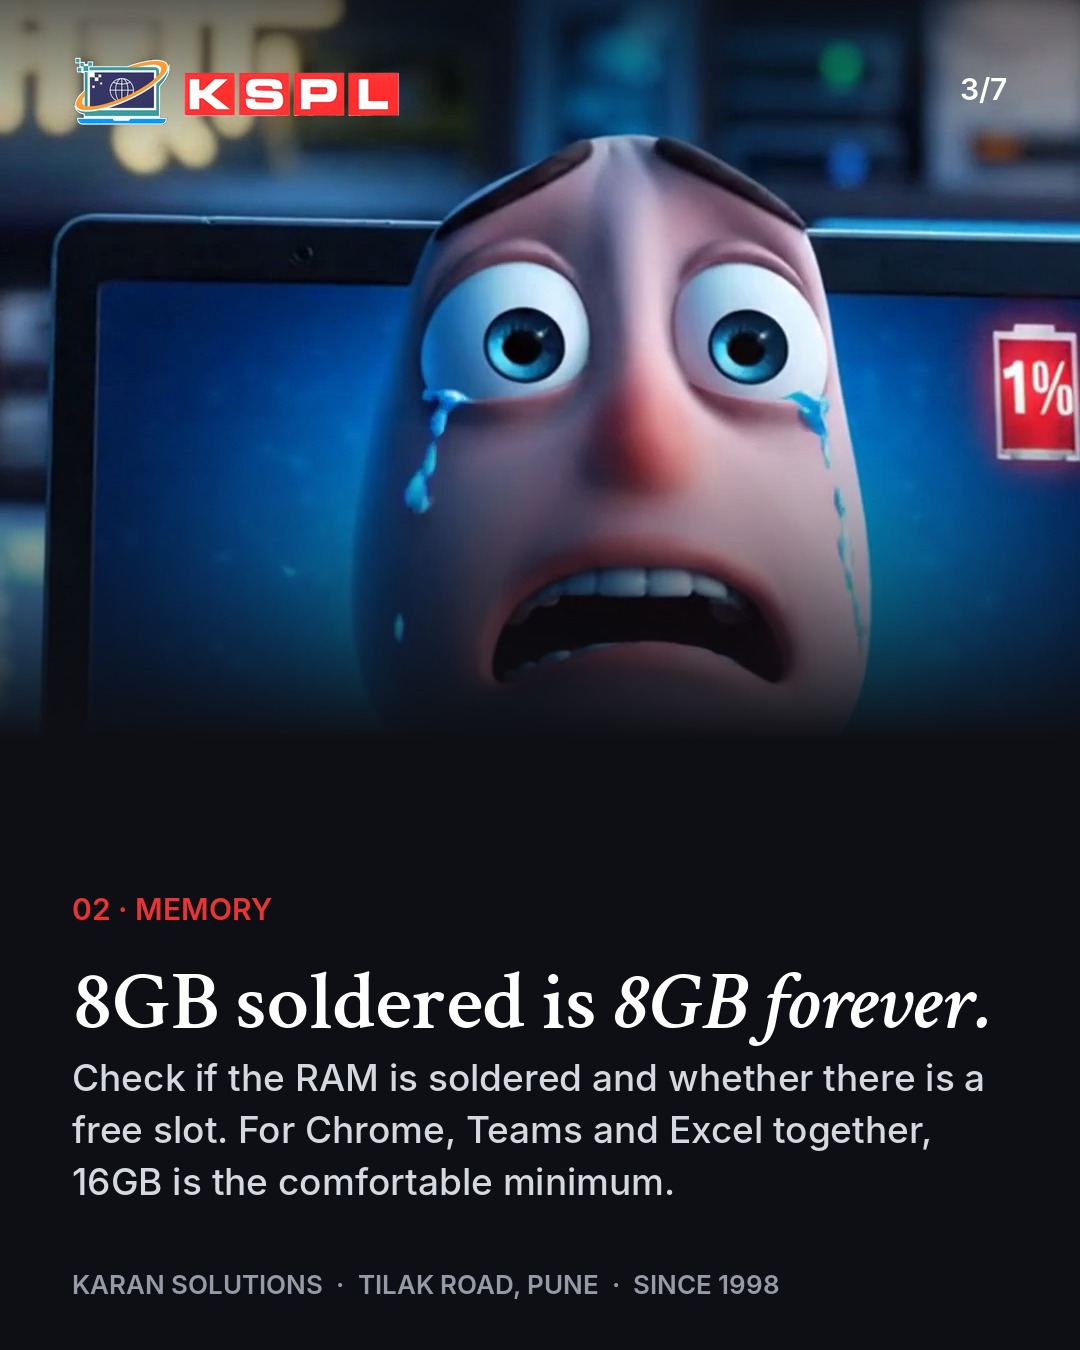 KSPL
3/7
1%
02 · MEMORY
8GB soldered is 8GB forever.
Check if the RAM is soldered and whether there is a
free slot. For Chrome, Teams and Excel together,
16GB is the comfortable minimum.
KARAN SOLUTIONS · TILAK ROAD, PUNE · SINCE 1998